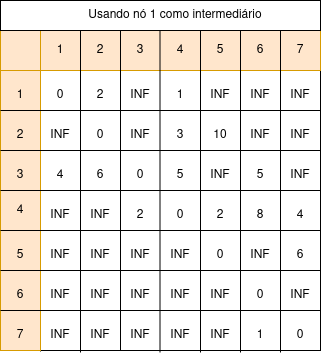 Usando nó 1 como intermediário
1 2 3 4 5 6 7
1 0 2 INF 1 INF INF INF
2 INF 0 INF 3 10 INF INF
3 4 6 0 5 INF 5 INF
4 INF INF 2 0 2 8 4
5 INF INF INF INF 0 INF 6
6 INF INF INF INF INF 0 INF
7 INF INF INF INF INF 1 0